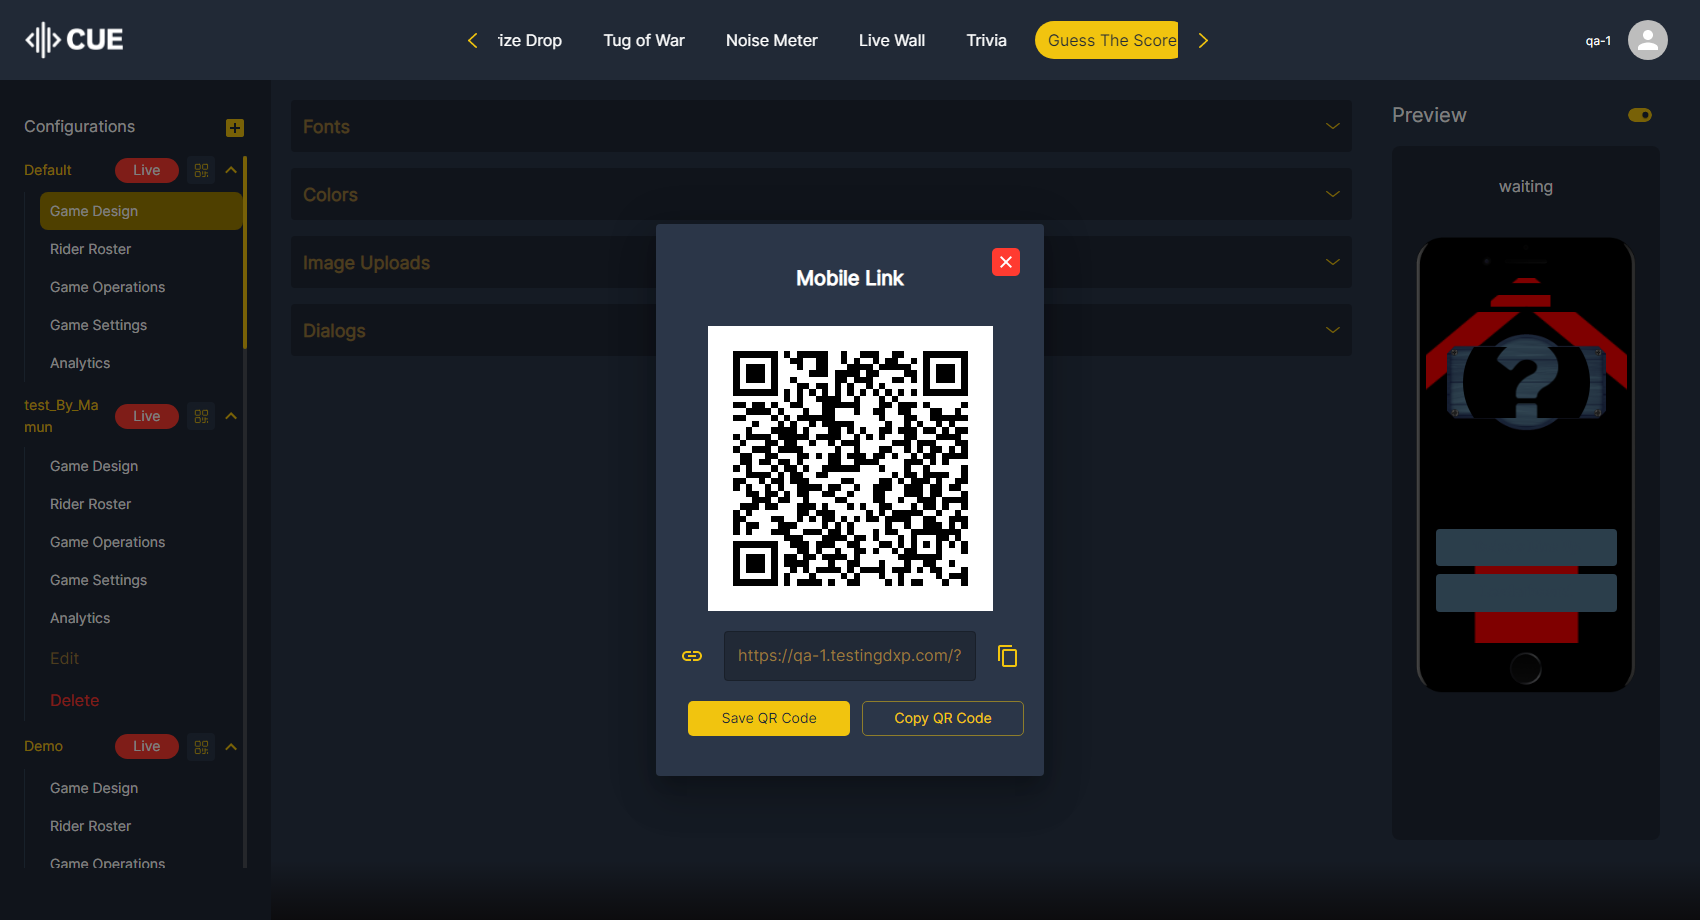 CUE
ize Drop
Tug of War
Noise Meter
Live Wall
Trivia
Guess The Score
qa-1
Configurations
Default
Live
Game Design
Rider Roster
Game Operations
Game Settings
Analytics
test_By_Ma
mun
Live
Game Design
Rider Roster
Game Operations
Game Settings
Analytics
Edit
Delete
Demo
Live
Game Design
Rider Roster
Game Operations
Fonts
Colors
Image Uploads
Dialogs
Mobile Link
https://qa-1.testingdxp.com/?
Save QR Code
Copy QR Code
Preview
waiting
?